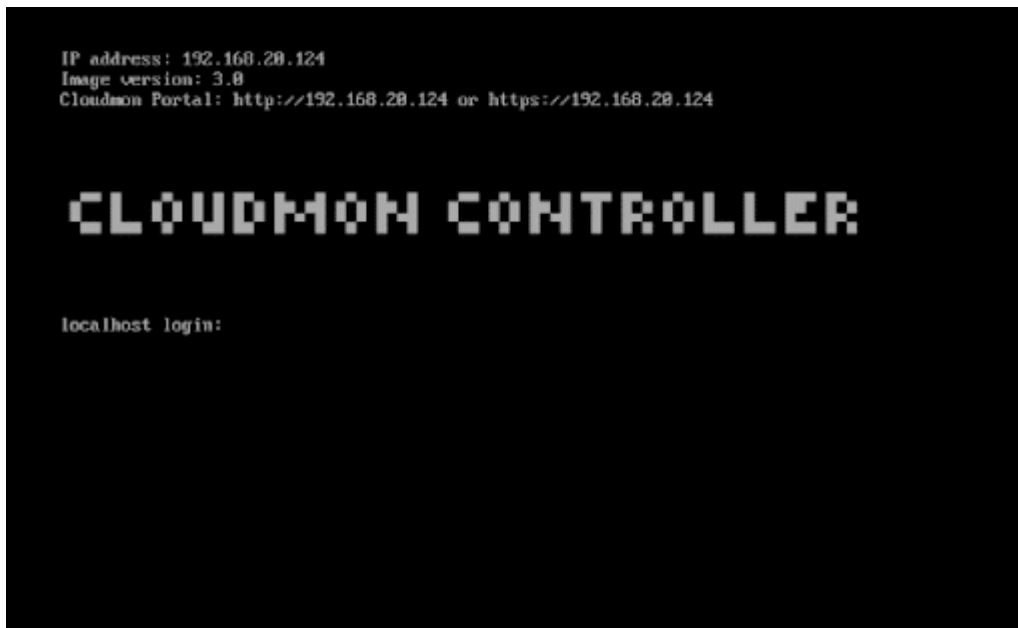 IP address: 192.168.20.124
Image version: 3.0
Cloudmon Portal: http://192.168.20.124 or https://192.168.20.124
CLOUDMON CONTROLLER
localhost login: